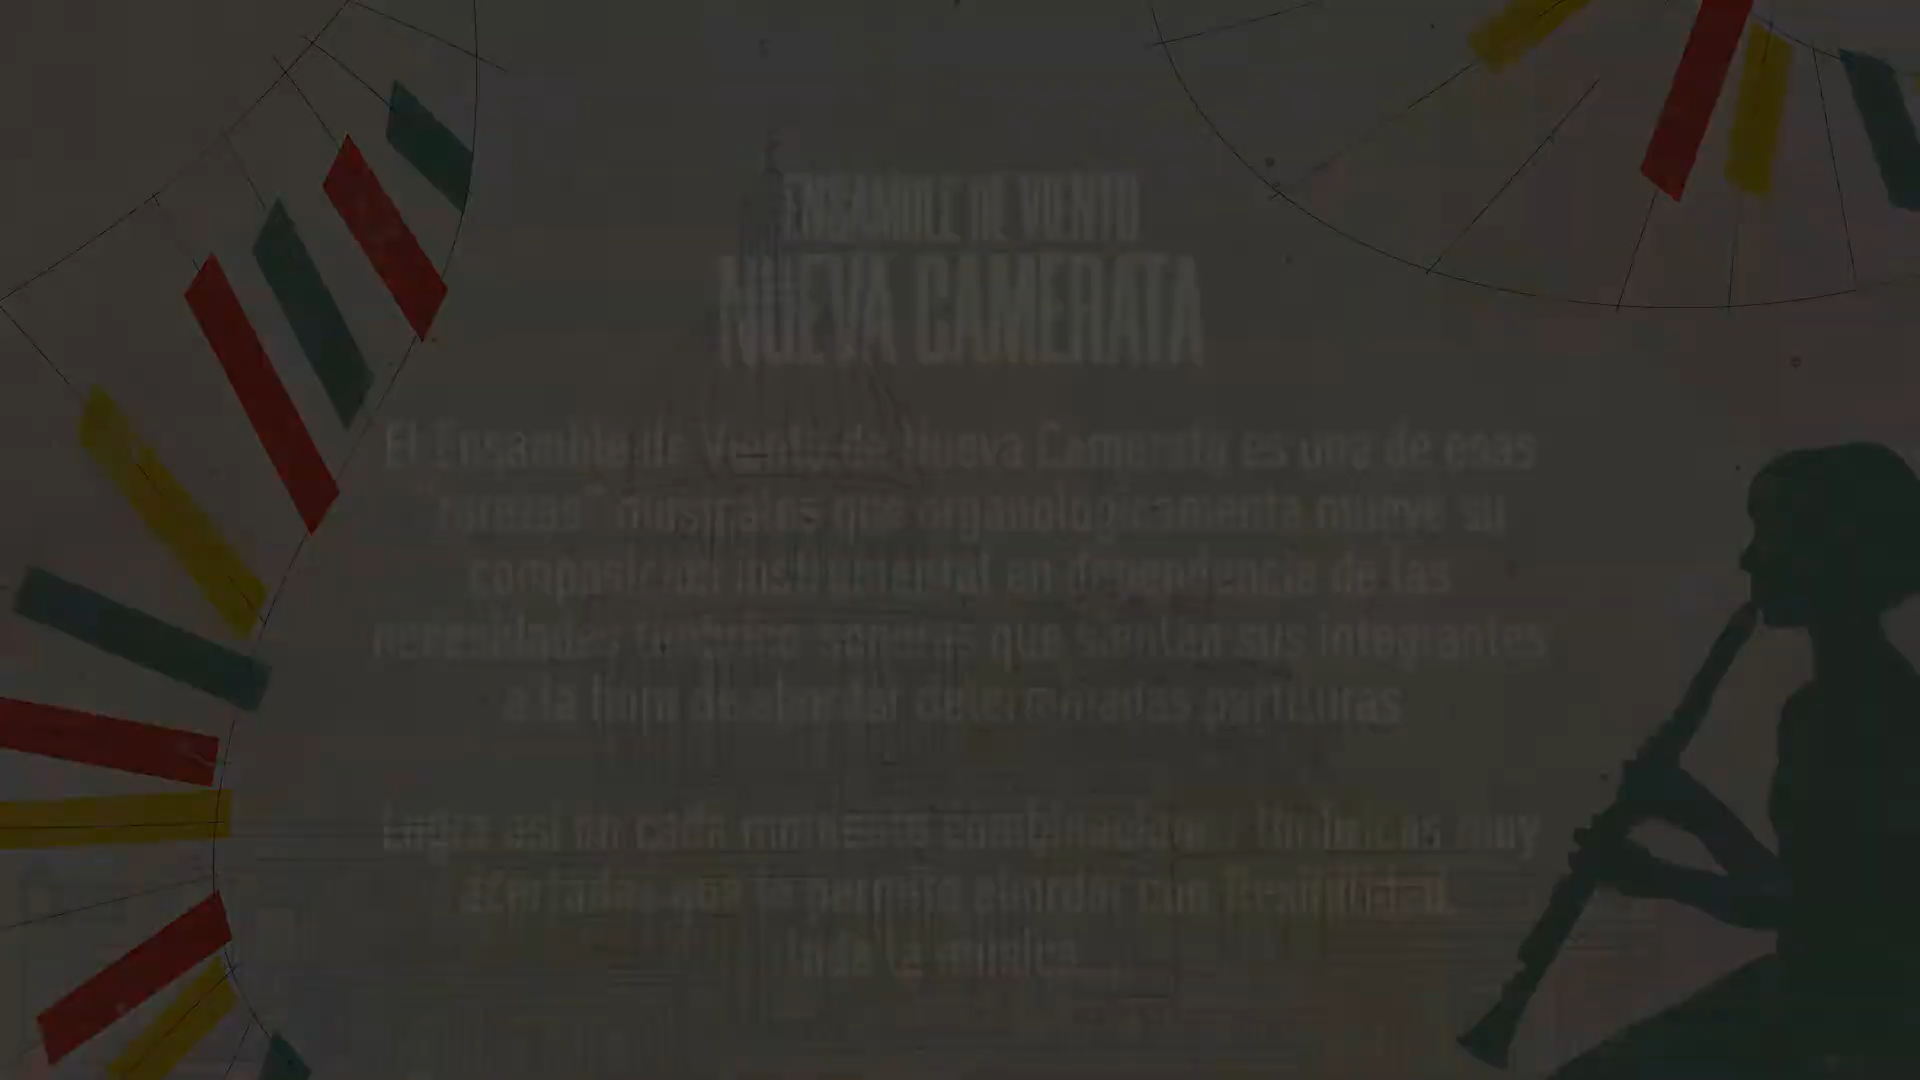 ENSAMBLE DE VIENTO
NUEVA CAMERATA
El Ensamble de Viento de Nueva Camerata es una de esas
"rarezas" musicales que organológicamente mueve su
composición instrumental en dependencia de las
necesidades tímbrico sonoras que sientan sus integrantes
a la hora de abordar determinadas partituras
Logra así en cada momento combinaciones tímbricas muy
acertadas que le permite abordar con flexibilidad
toda la música